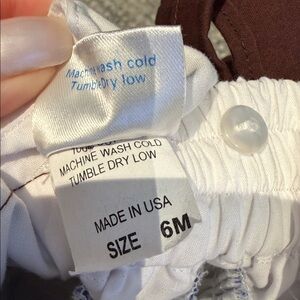 Machine wash cold
Tumble Dry low
MACHINE WASH COLD
TUMBLE DRY LOW
MADE IN USA
SIZE 6M